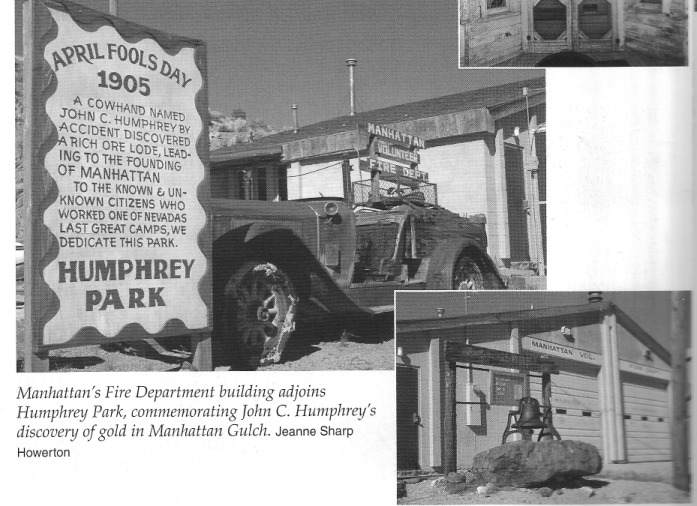 APRIL FOOLS DAY
1905
A COWHAND NAMED
JOHN C. HUMPHREY BY
ACCIDENT DISCOVERED
A RICH ORE LODE, LEAD-
ING TO THE FOUNDING
OF MANHATTAN
TO THE KNOWN & UN-
KNOWN CITIZENS WHO
WORKED ONE OF NEVADAS
LAST GREAT CAMPS, WE
DEDICATE THIS PARK.
HUMPHREY
PARK
MANHATTAN
VOLUNTEER
FIRE DEPT.
MANHATTAN VOL.
Manhattan's Fire Department building adjoins
Humphrey Park, commemorating John C. Humphrey's
discovery of gold in Manhattan Gulch. Jeanne Sharp
Howerton